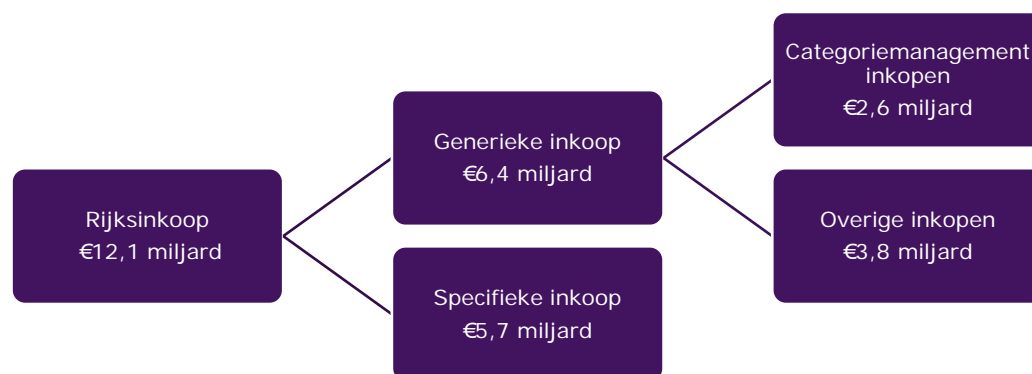 Categoriemanagement
inkopen
€2,6 miljard
Generieke inkoop
€6,4 miljard
Rijksinkoop
€12,1 miljard
Overige inkopen
€3,8 miljard
Specifieke inkoop
€5,7 miljard